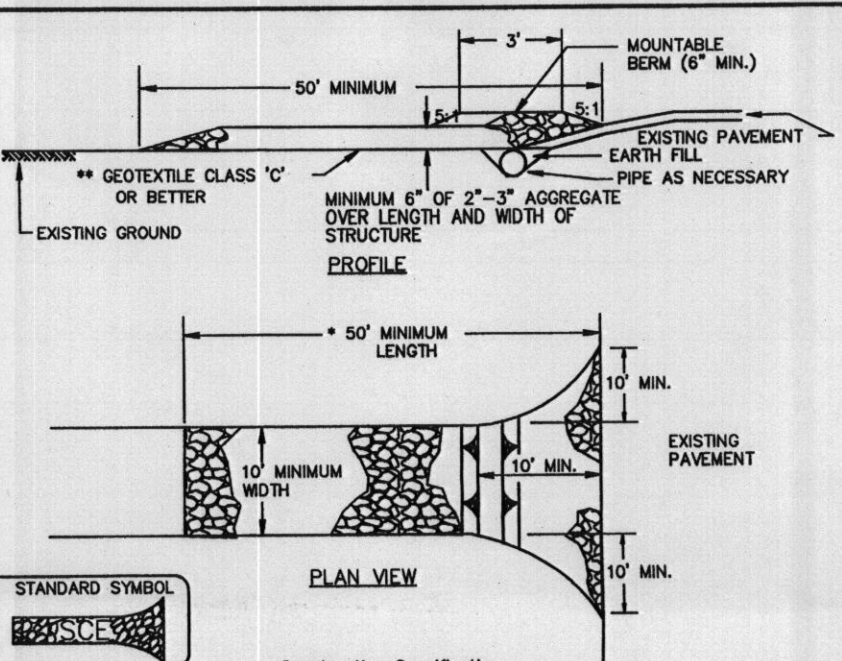 3'
MOUNTABLE
BERM (6" MIN.)
50' MINIMUM
5:1
5:1
EXISTING PAVEMENT
** GEOTEXTILE CLASS 'C'
OR BETTER
EARTH FILL
PIPE AS NECESSARY
MINIMUM 6" OF 2"-3" AGGREGATE
OVER LENGTH AND WIDTH OF
STRUCTURE
EXISTING GROUND
PROFILE
* 50' MINIMUM
LENGTH
10' MIN.
10' MINIMUM
WIDTH
10' MIN.
EXISTING
PAVEMENT
PLAN VIEW
10' MIN.
STANDARD SYMBOL
SCE